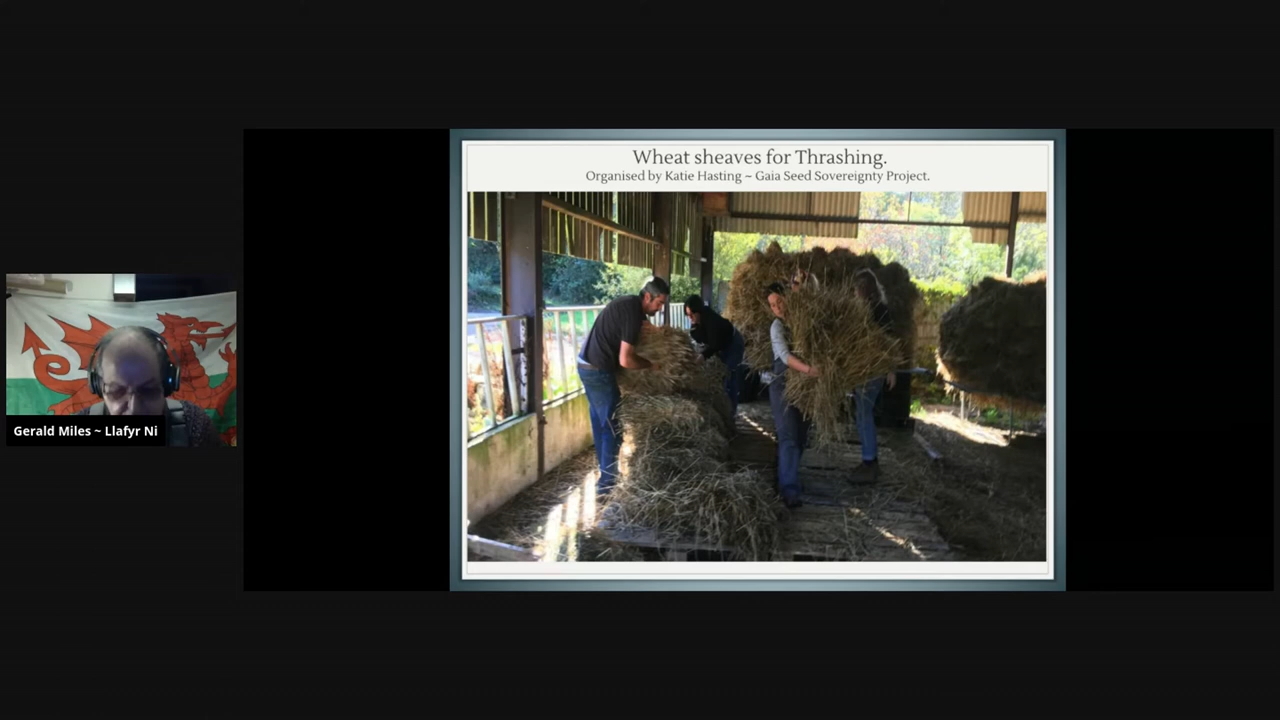 Wheat sheaves for Thrashing.
Organised by Katie Hasting ~ Gaia Seed Sovereignty Project.
Gerald Miles ~ Llafyr Ni